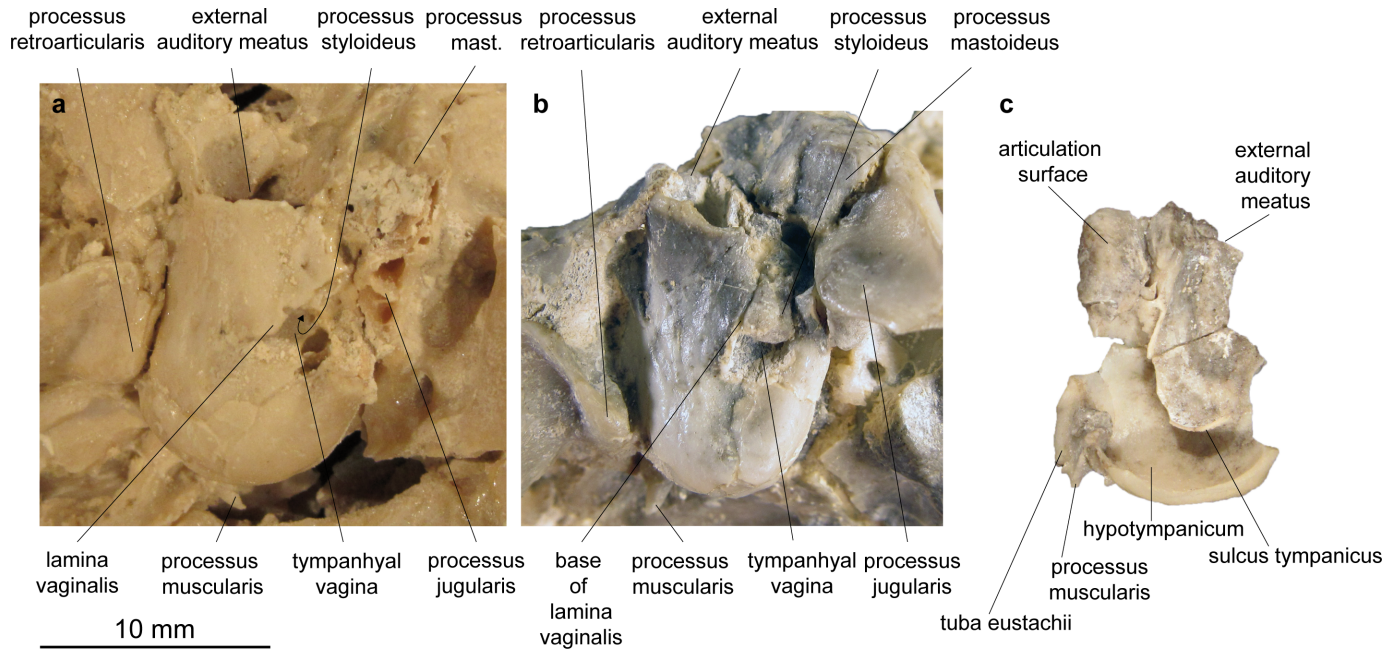 processus
retroarticularis
external
auditory meatus
processus
styloideus
processus
mast.
processus
retroarticularis
external
auditory meatus
processus
styloideus
processus
mastoideus
a
b
c
articulation
surface
external
auditory
meatus
lamina
vaginalis
processus
muscularis
tympanhyal
vagina
processus
jugularis
base
of
lamina
vaginalis
processus
muscularis
tympanhyal
vagina
processus
jugularis
hypotympanicum
sulcus tympanicus
processus
muscularis
tuba eustachii
10 mm